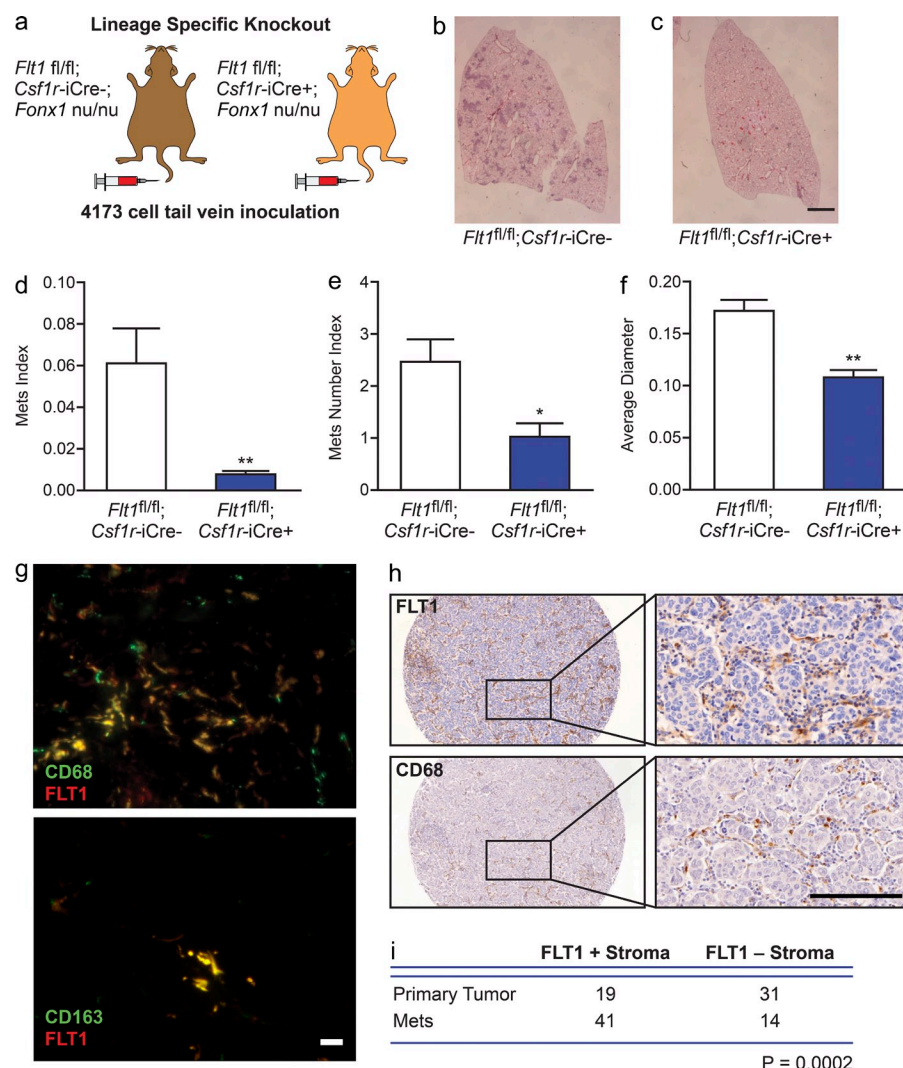 a
Lineage Specific Knockout
Flt1 fl/fl;
Csf1r-iCre-;
Fonx1 nu/nu
Flt1 fl/fl;
Csf1r-iCre+;
Fonx1 nu/nu
4173 cell tail vein inoculation
b
Flt1fl/fl;Csf1r-iCre-
c
Flt1fl/fl;Csf1r-iCre+
d
Mets Index
0.10
0.08
0.06
0.04
0.02
0.00
**
Flt1fl/fl;
Csf1r-iCre-
Flt1fl/fl;
Csf1r-iCre+
e
Mets Number Index
4
3
2
1
0
*
Flt1fl/fl;
Csf1r-iCre-
Flt1fl/fl;
Csf1r-iCre+
f
Average Diameter
0.20
0.15
0.10
0.05
0.00
**
Flt1fl/fl;
Csf1r-iCre-
Flt1fl/fl;
Csf1r-iCre+
g
CD68
FLT1
CD163
FLT1
h
FLT1
CD68
i
FLT1 + Stroma FLT1 – Stroma
Primary Tumor 19 31
Mets 41 14
P = 0.0002